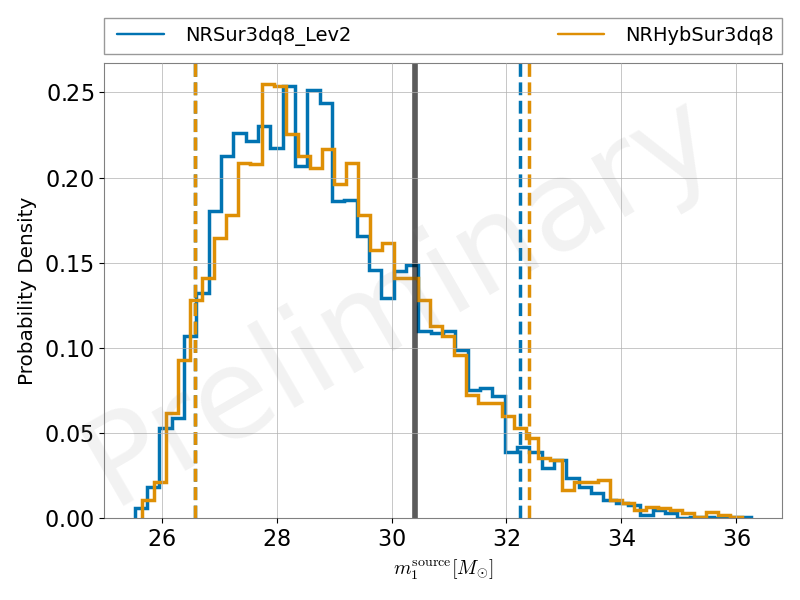 NRSur3dq8_Lev2 NRHybSur3dq8
0.25
0.20
0.15
0.10
0.05
0.00
Probability Density
Preliminary
26 28 30 32 34 36
m₁^source [M⊙]